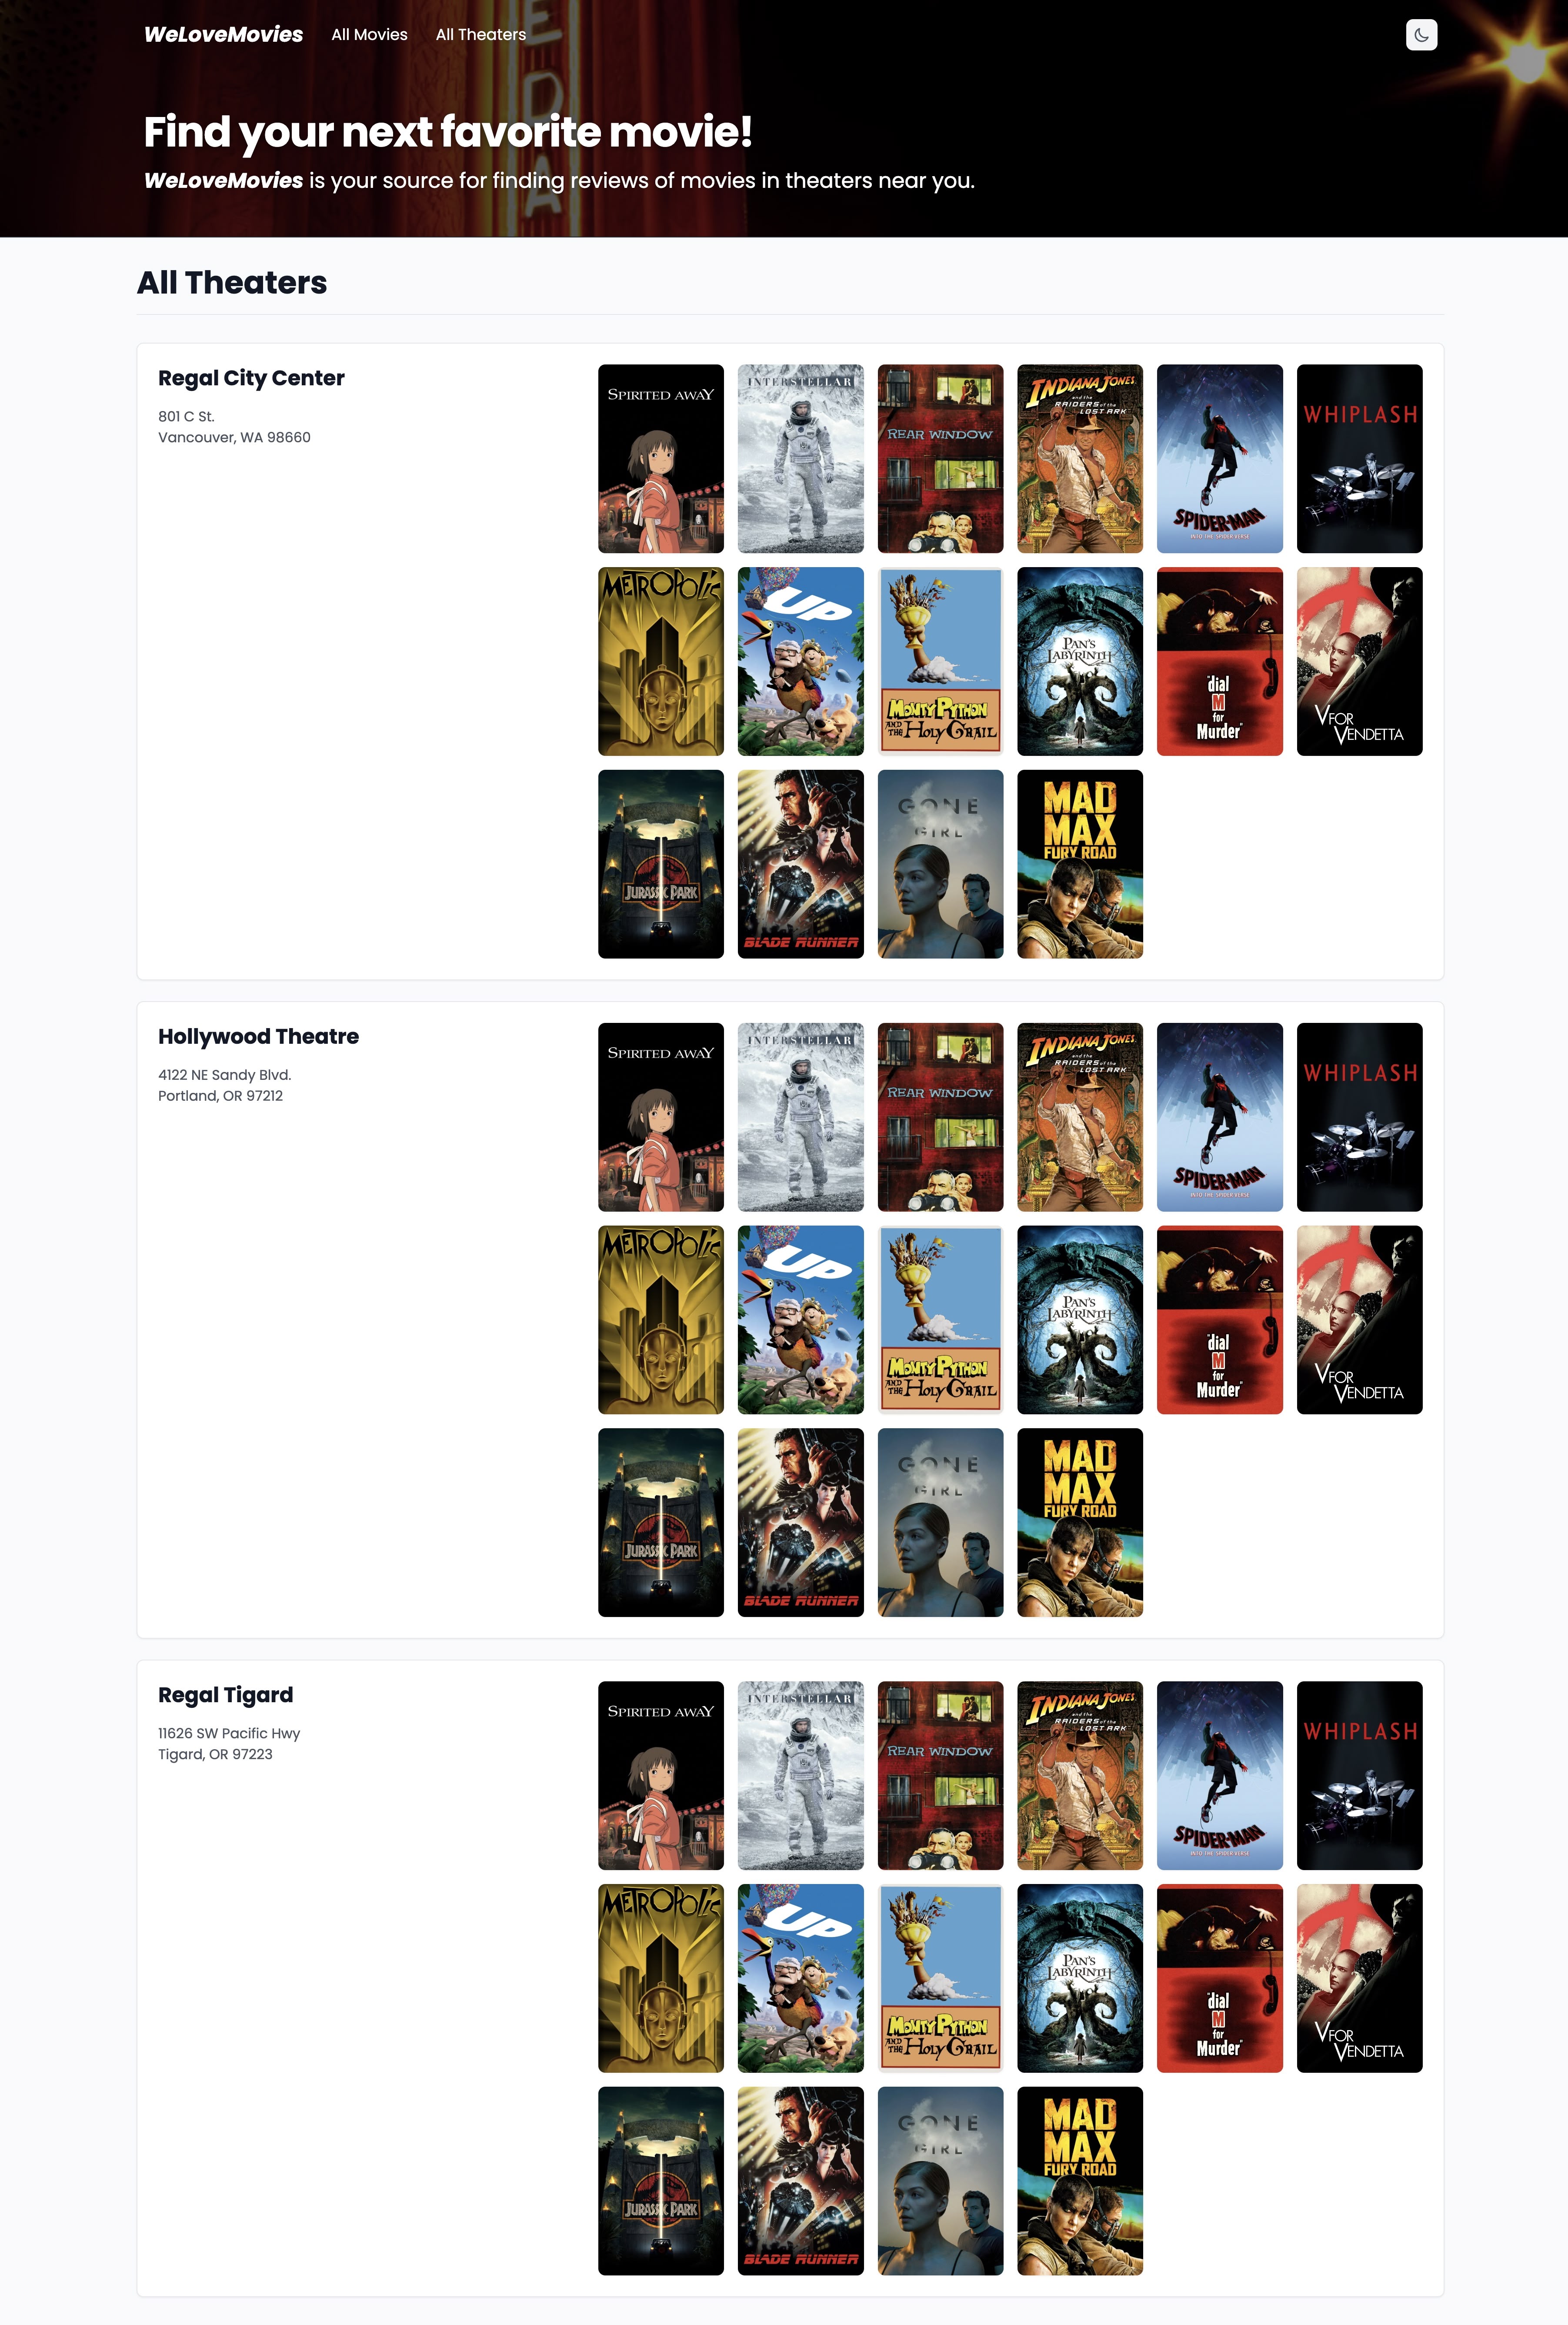 WeLoveMovies All Movies All Theaters
Find your next favorite movie!
WeLoveMovies is your source for finding reviews of movies in theaters near you.
All Theaters
Regal City Center
801 C St.
Vancouver, WA 98660
SPIRITED AWAY
INTERSTELLAR
REAR WINDOW
INDIANA JONES
and the
RAIDERS of the
LOST ARK
SPIDER-MAN
INTO THE SPIDER-VERSE
WHIPLASH
METROPOLIS
UP
MONTY PYTHON
AND THE HOLY GRAIL
PAN'S
LABYRINTH
"dial
M
for
Murder"
V FOR
VENDETTA
JURASSIC PARK
BLADE RUNNER
GONE
GIRL
MAD
MAX
FURY ROAD
Hollywood Theatre
4122 NE Sandy Blvd.
Portland, OR 97212
SPIRITED AWAY
INTERSTELLAR
REAR WINDOW
INDIANA JONES
and the
RAIDERS of the
LOST ARK
SPIDER-MAN
INTO THE SPIDER-VERSE
WHIPLASH
METROPOLIS
UP
MONTY PYTHON
AND THE HOLY GRAIL
PAN'S
LABYRINTH
"dial
M
for
Murder"
V FOR
VENDETTA
JURASSIC PARK
BLADE RUNNER
GONE
GIRL
MAD
MAX
FURY ROAD
Regal Tigard
11626 SW Pacific Hwy
Tigard, OR 97223
SPIRITED AWAY
INTERSTELLAR
REAR WINDOW
INDIANA JONES
and the
RAIDERS of the
LOST ARK
SPIDER-MAN
INTO THE SPIDER-VERSE
WHIPLASH
METROPOLIS
UP
MONTY PYTHON
AND THE HOLY GRAIL
PAN'S
LABYRINTH
"dial
M
for
Murder"
V FOR
VENDETTA
JURASSIC PARK
BLADE RUNNER
GONE
GIRL
MAD
MAX
FURY ROAD